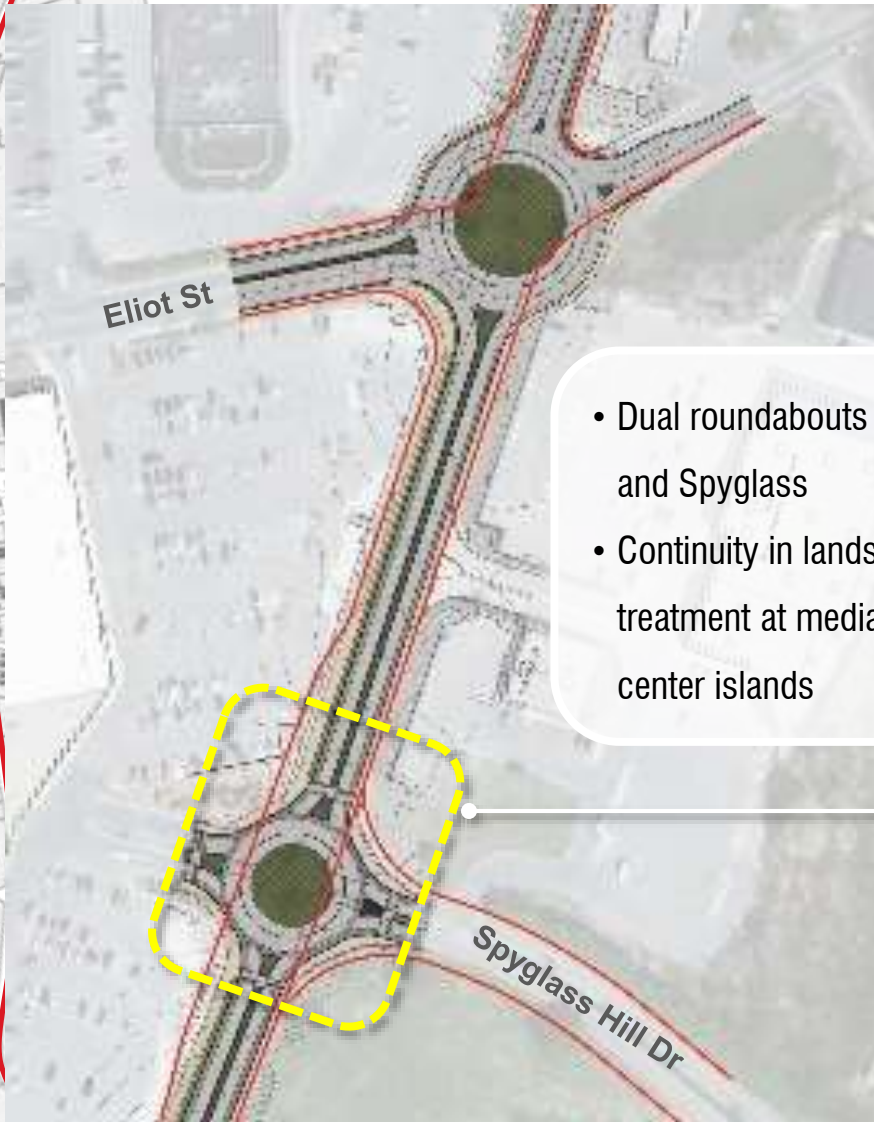 Eliot St
• Dual roundabouts
and Spyglass
• Continuity in lands
treatment at media
center islands
Spyglass Hill Dr